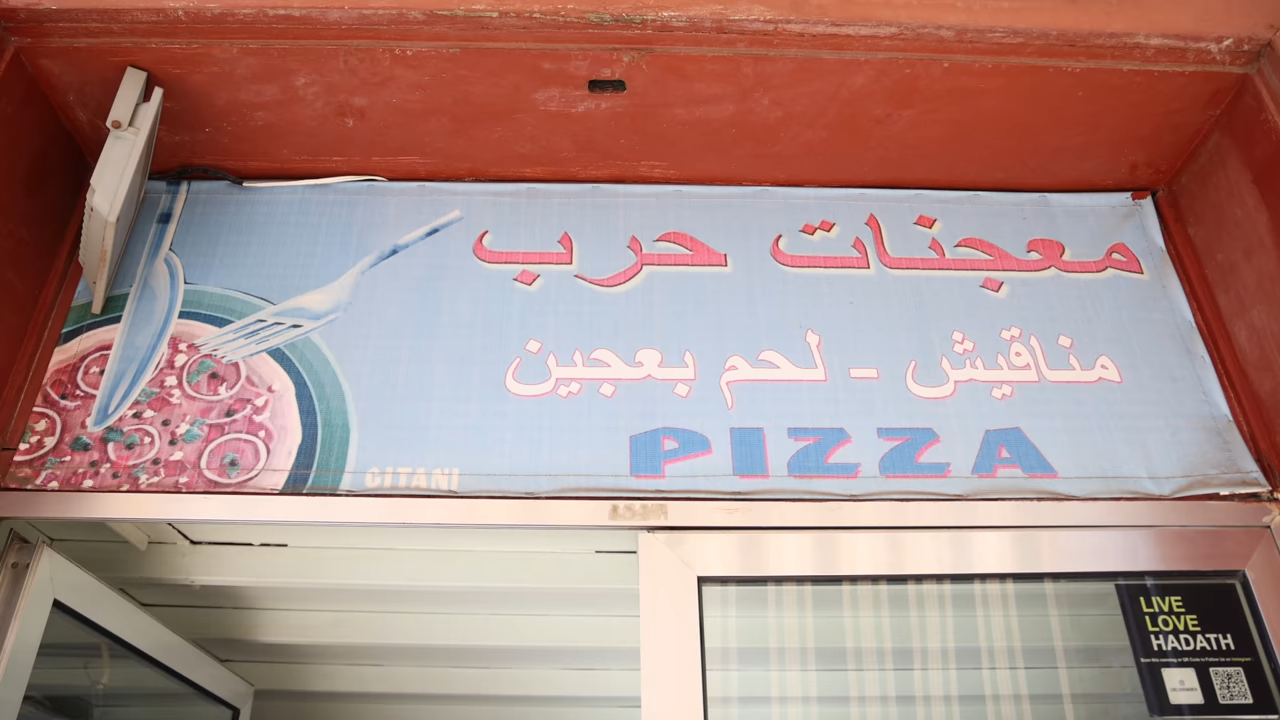 معجنات حرب
مناقيش - لحم بعجين
PIZZA
CITANI
LIVE
LOVE
HADATH